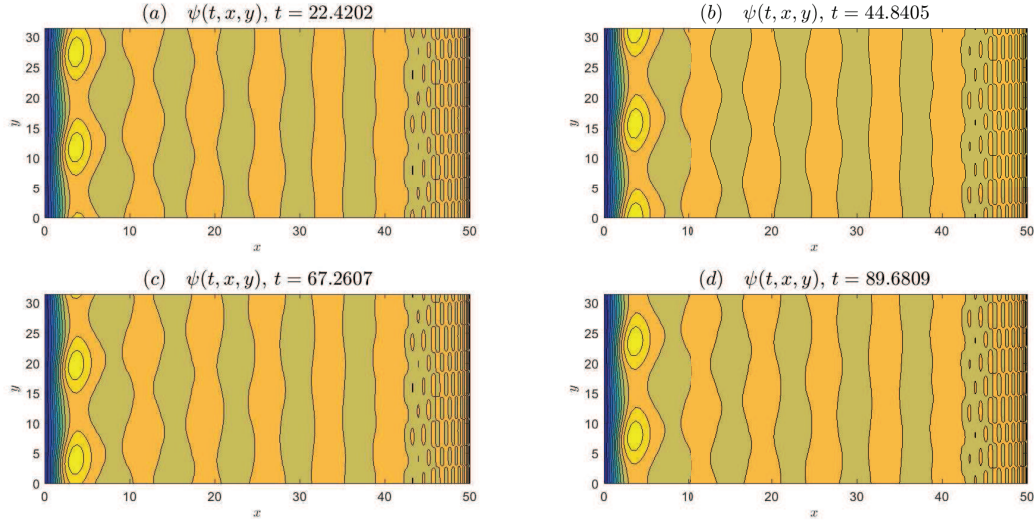 (a) ψ(t, x, y), t = 22.4202
30
25
20
15
10
5
0
y
0 10 20 30 40 50
x
(b) ψ(t, x, y), t = 44.8405
30
25
20
15
10
5
0
y
0 10 20 30 40 50
x
(c) ψ(t, x, y), t = 67.2607
30
25
20
15
10
5
0
y
0 10 20 30 40 50
x
(d) ψ(t, x, y), t = 89.6809
30
25
20
15
10
5
0
y
0 10 20 30 40 50
x